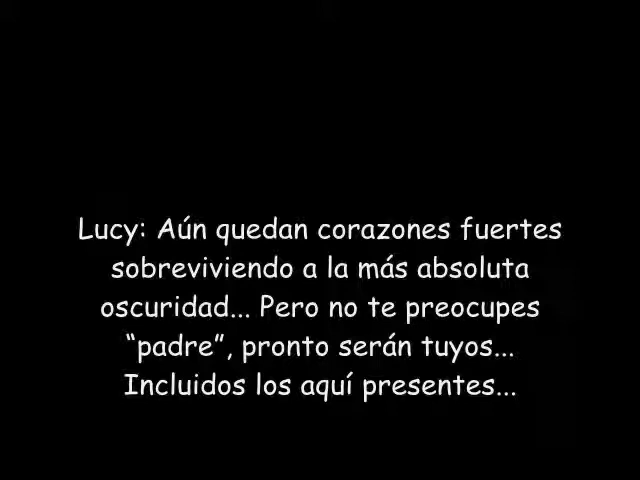 Lucy: Aún quedan corazones fuertes
sobreviviendo a la más absoluta
oscuridad... Pero no te preocupes
“padre”, pronto serán tuyos...
Incluidos los aquí presentes...